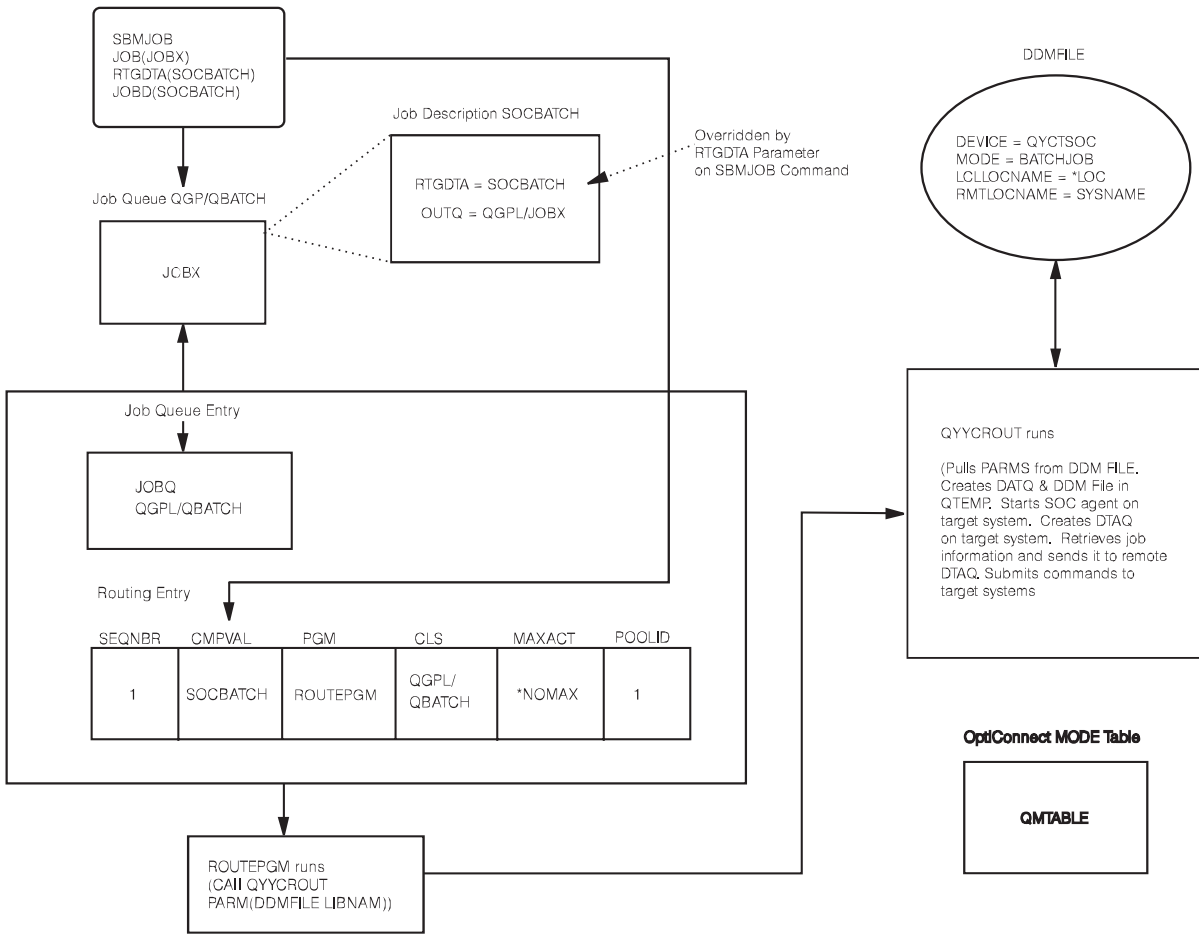 SBMJOB
JOB(JOBX)
RTGDTA(SOCBATCH)
JOBD(SOCBATCH)
Job Description SOCBATCH
RTGDTA = SOCBATCH
OUTQ = QGPL/JOBX
Overridden by
RTGDTA Parameter
on SBMJOB Command
Job Queue QGP/QBATCH
JOBX
Job Queue Entry
JOBQ
QGPL/QBATCH
Routing Entry
SEQNBR CMPVAL PGM CLS MAXACT POOLID
1 SOCBATCH ROUTEPGM QGPL/
QBATCH *NOMAX 1
ROUTEPGM runs
(CAll QYYCROUT
PARM(DDMFILE LIBNAM))
DDMFILE
DEVICE = QYCTSOC
MODE = BATCHJOB
LCLLOCNAME = *LOC
RMTLOCNAME = SYSNAME
QYYCROUT runs
(Pulls PARMS from DDM FILE.
Creates DATQ & DDM File in
QTEMP. Starts SOC agent on
target system. Creates DTAQ
on target system. Retrieves job
information and sends it to remote
DTAQ. Submits commands to
target systems
OptiConnect MODE Table
QMTABLE